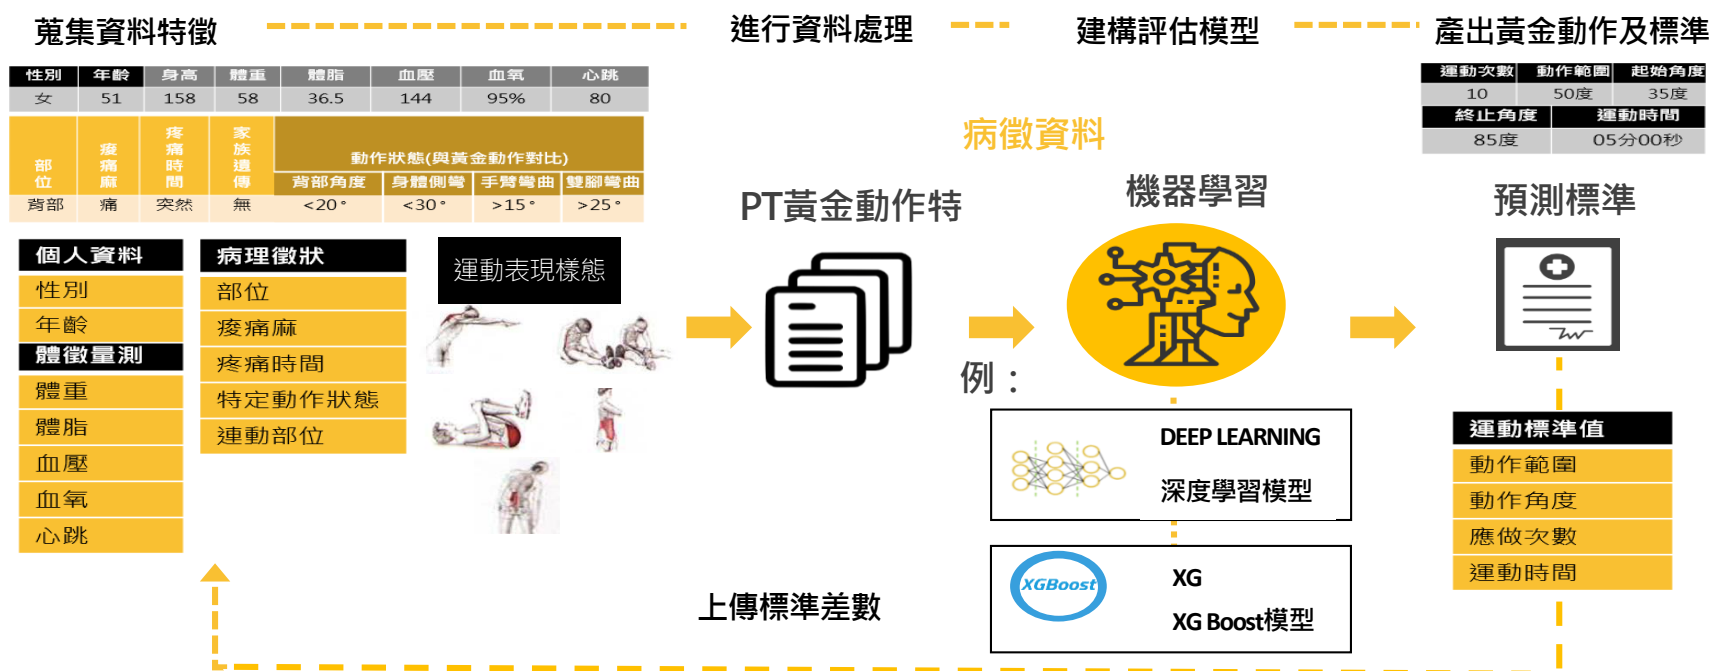 蒐集資料特徵
進行資料處理
建構評估模型
產出黃金動作及標準
性別 年齡 身高 體重 體脂 血壓 血氧 心跳
女 51 158 58 36.5 144 95% 80
部位 痠痛麻 疼痛時間 家族遺傳 動作狀態(與黃金動作對比)
背部角度 身體側彎 手臂彎曲 雙腳彎曲
背部 痛 突然 無 <20° <30° >15° >25°
運動次數 動作範圍 起始角度
10 50度 35度
終止角度 運動時間
85度 05分00秒
病徵資料
PT黃金動作特
機器學習
預測標準
個人資料
性別
年齡
體徵量測
體重
體脂
血壓
血氧
心跳
病理徵狀
部位
痠痛麻
疼痛時間
特定動作狀態
連動部位
運動表現樣態
例：
DEEP LEARNING
深度學習模型
XGBoost
XG
XG Boost模型
運動標準值
動作範圍
動作角度
應做次數
運動時間
上傳標準差數